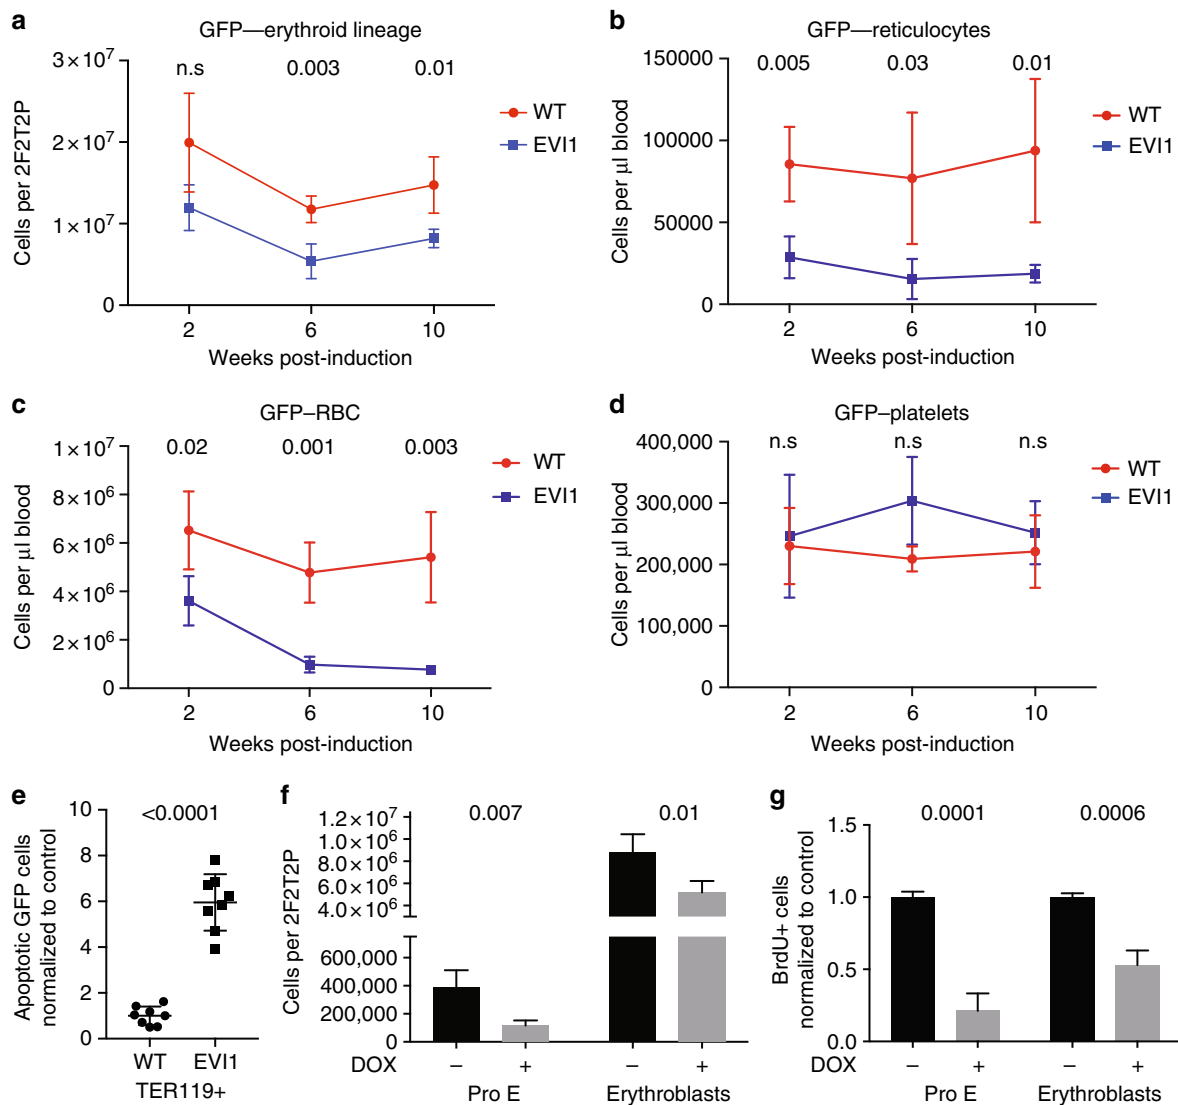 a
GFP—erythroid lineage
3×10⁷
2×10⁷
1×10⁷
0
Cells per 2F2T2P
n.s 0.003 0.01
WT
EVI1
2 6 10
Weeks post-induction
b
GFP—reticulocytes
150000
100000
50000
0
Cells per µl blood
0.005 0.03 0.01
WT
EVI1
2 6 10
Weeks post-induction
c
GFP–RBC
1×10⁷
8×10⁶
6×10⁶
4×10⁶
2×10⁶
0
Cells per µl blood
0.02 0.001 0.003
WT
EVI1
2 6 10
Weeks post-induction
d
GFP–platelets
400,000
300,000
200,000
100,000
0
Cells per µl blood
n.s n.s n.s
WT
EVI1
2 6 10
Weeks post-induction
e
Apoptotic GFP cells
normalized to control
10
8
6
4
2
0
<0.0001
WT EVI1
TER119+
f
Cells per 2F2T2P
1.2×10⁷
1.0×10⁶
8.0×10⁶
6.0×10⁶
4.0×10⁶
600,000
400,000
200,000
0
0.007 0.01
DOX – + – +
Pro E Erythroblasts
g
BrdU+ cells
normalized to control
1.5
1.0
0.5
0.0
0.0001 0.0006
DOX – + – +
Pro E Erythroblasts